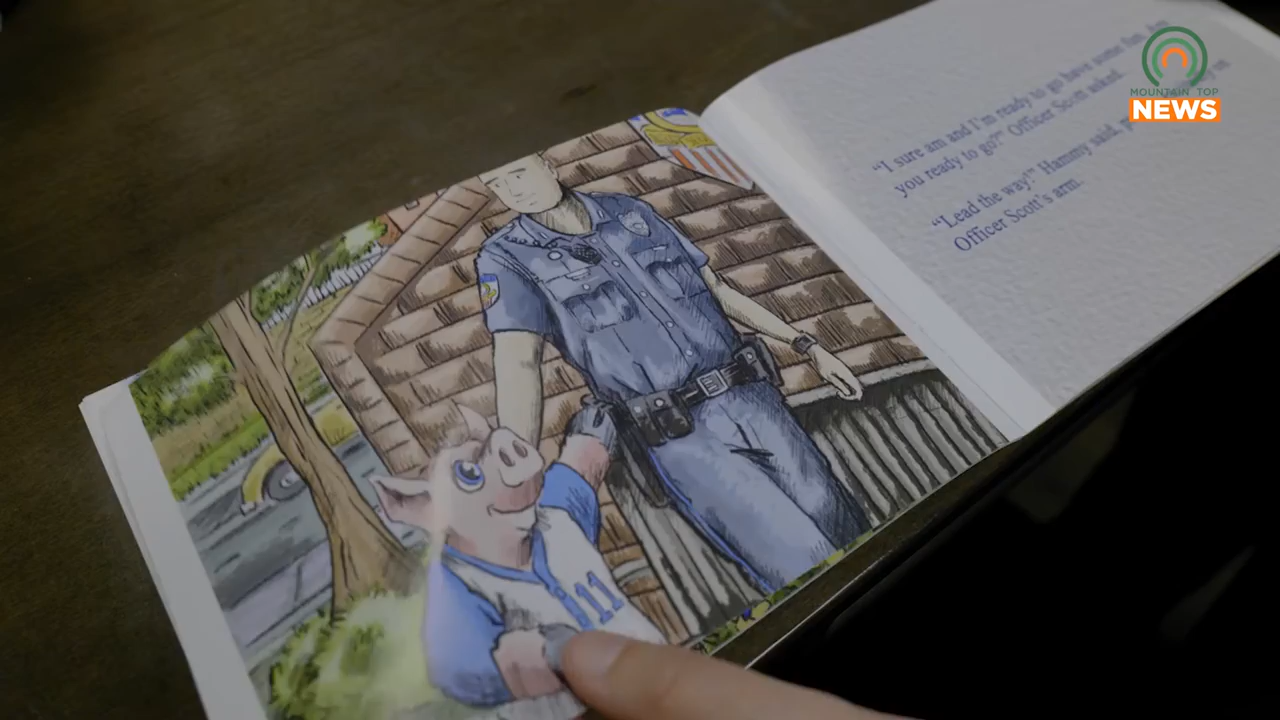 “I sure am and I’m ready to go have some fun. Are
you ready to go?” Officer Scott asked.
“Lead the way!” Hammy said,
Officer Scott’s arm.
MOUNTAIN TOP
NEWS
11